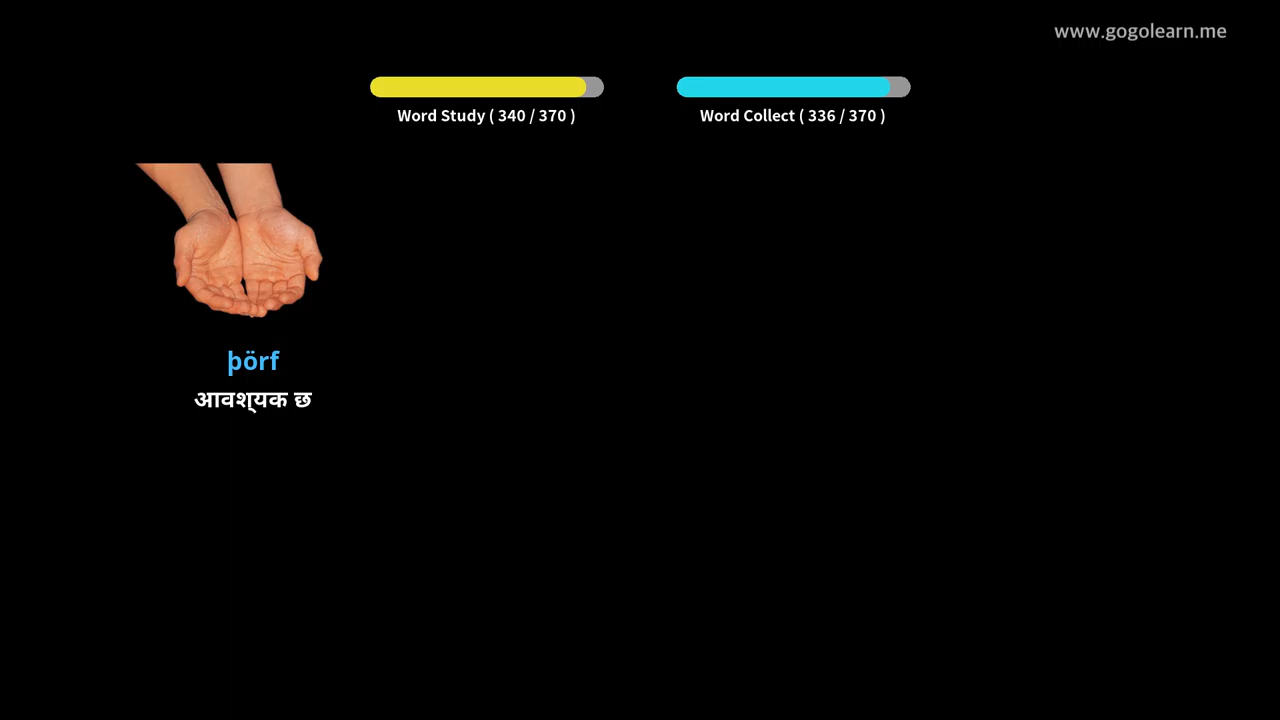 www.gogolearn.me
Word Study ( 340 / 370 )
Word Collect ( 336 / 370 )
þörf
आवश्यक छ